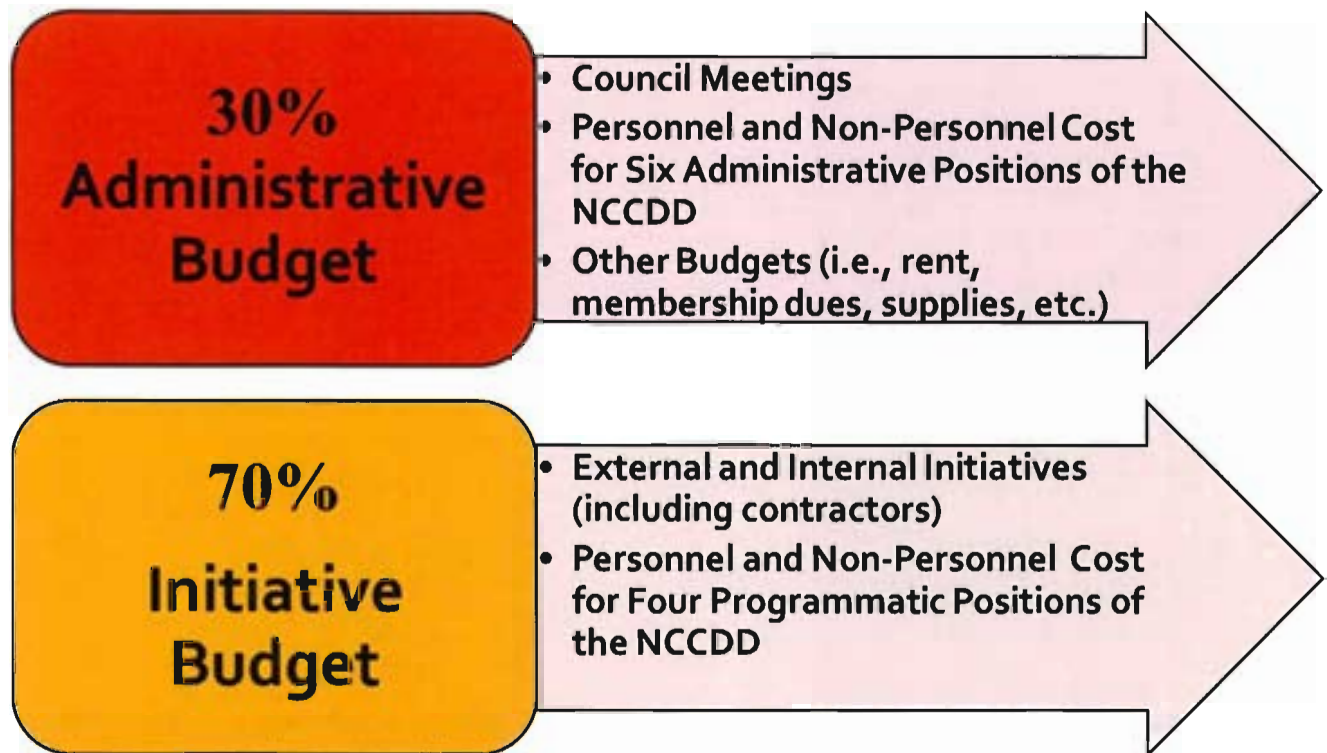 30%
Administrative
Budget
• Council Meetings
• Personnel and Non-Personnel Cost
for Six Administrative Positions of the
NCCDD
• Other Budgets (i.e., rent,
membership dues, supplies, etc.)
70%
Initiative
Budget
• External and Internal Initiatives
(including contractors)
• Personnel and Non-Personnel Cost
for Four Programmatic Positions of
the NCCDD